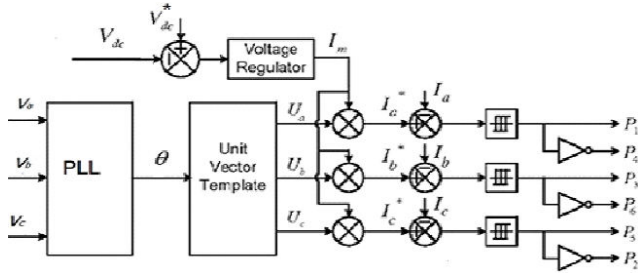 V*dc
Vdc
Voltage Regulator
Im
Va
Vb
Vc
PLL
θ
Unit Vector Template
Ua
Ub
Uc
Ia*
Ib*
Ic*
Ia
Ib
Ic
P1
P4
P3
P6
P5
P2